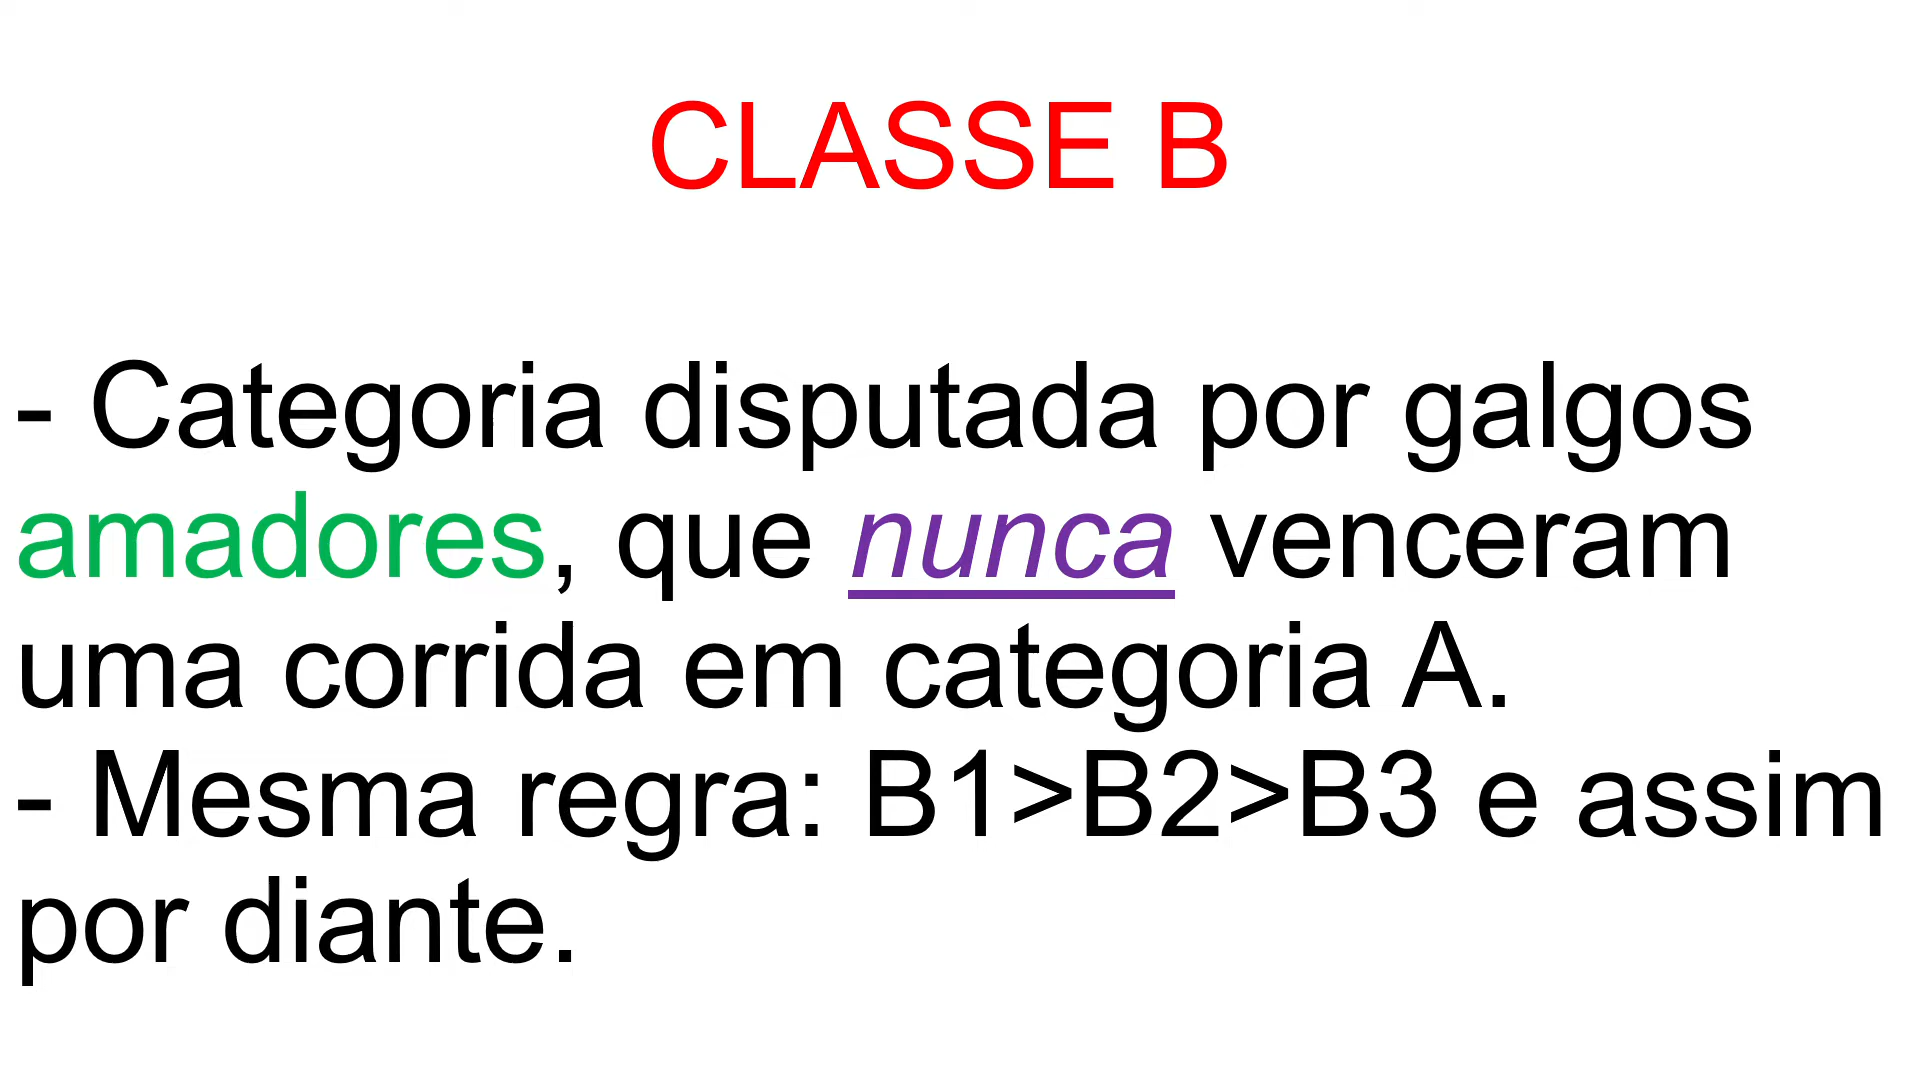 CLASSE B
- Categoria disputada por galgos
amadores, que nunca venceram
uma corrida em categoria A.
- Mesma regra: B1>B2>B3 e assim
por diante.